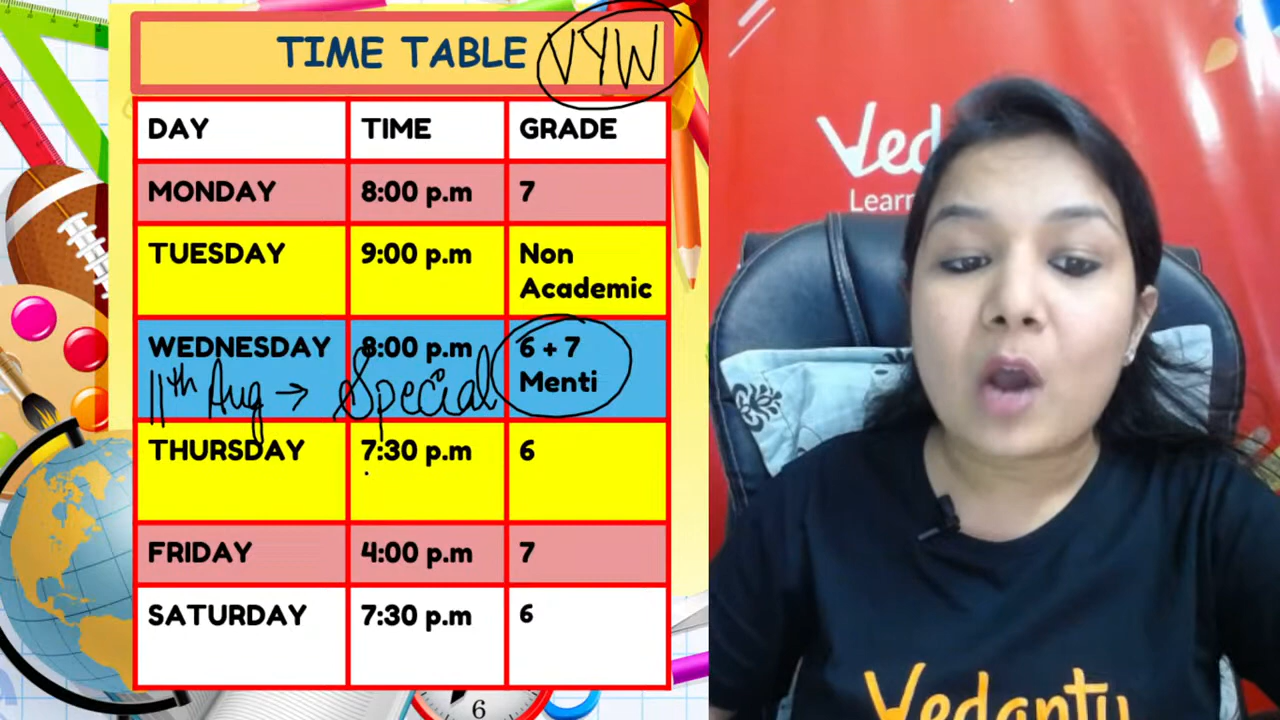 TIME TABLE VYW
DAY TIME GRADE
MONDAY 8:00 p.m 7
TUESDAY 9:00 p.m Non
Academic
WEDNESDAY 8:00 p.m 6 + 7
Menti
11th Aug → Special
THURSDAY 7:30 p.m 6
FRIDAY 4:00 p.m 7
SATURDAY 7:30 p.m 6
6
Ved
Learn
Vedantu